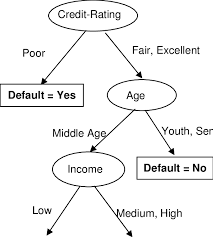 Credit-Rating
Poor
Fair, Excellent
Default = Yes
Age
Middle Age
Youth, Sen
Income
Default = No
Low
Medium, High